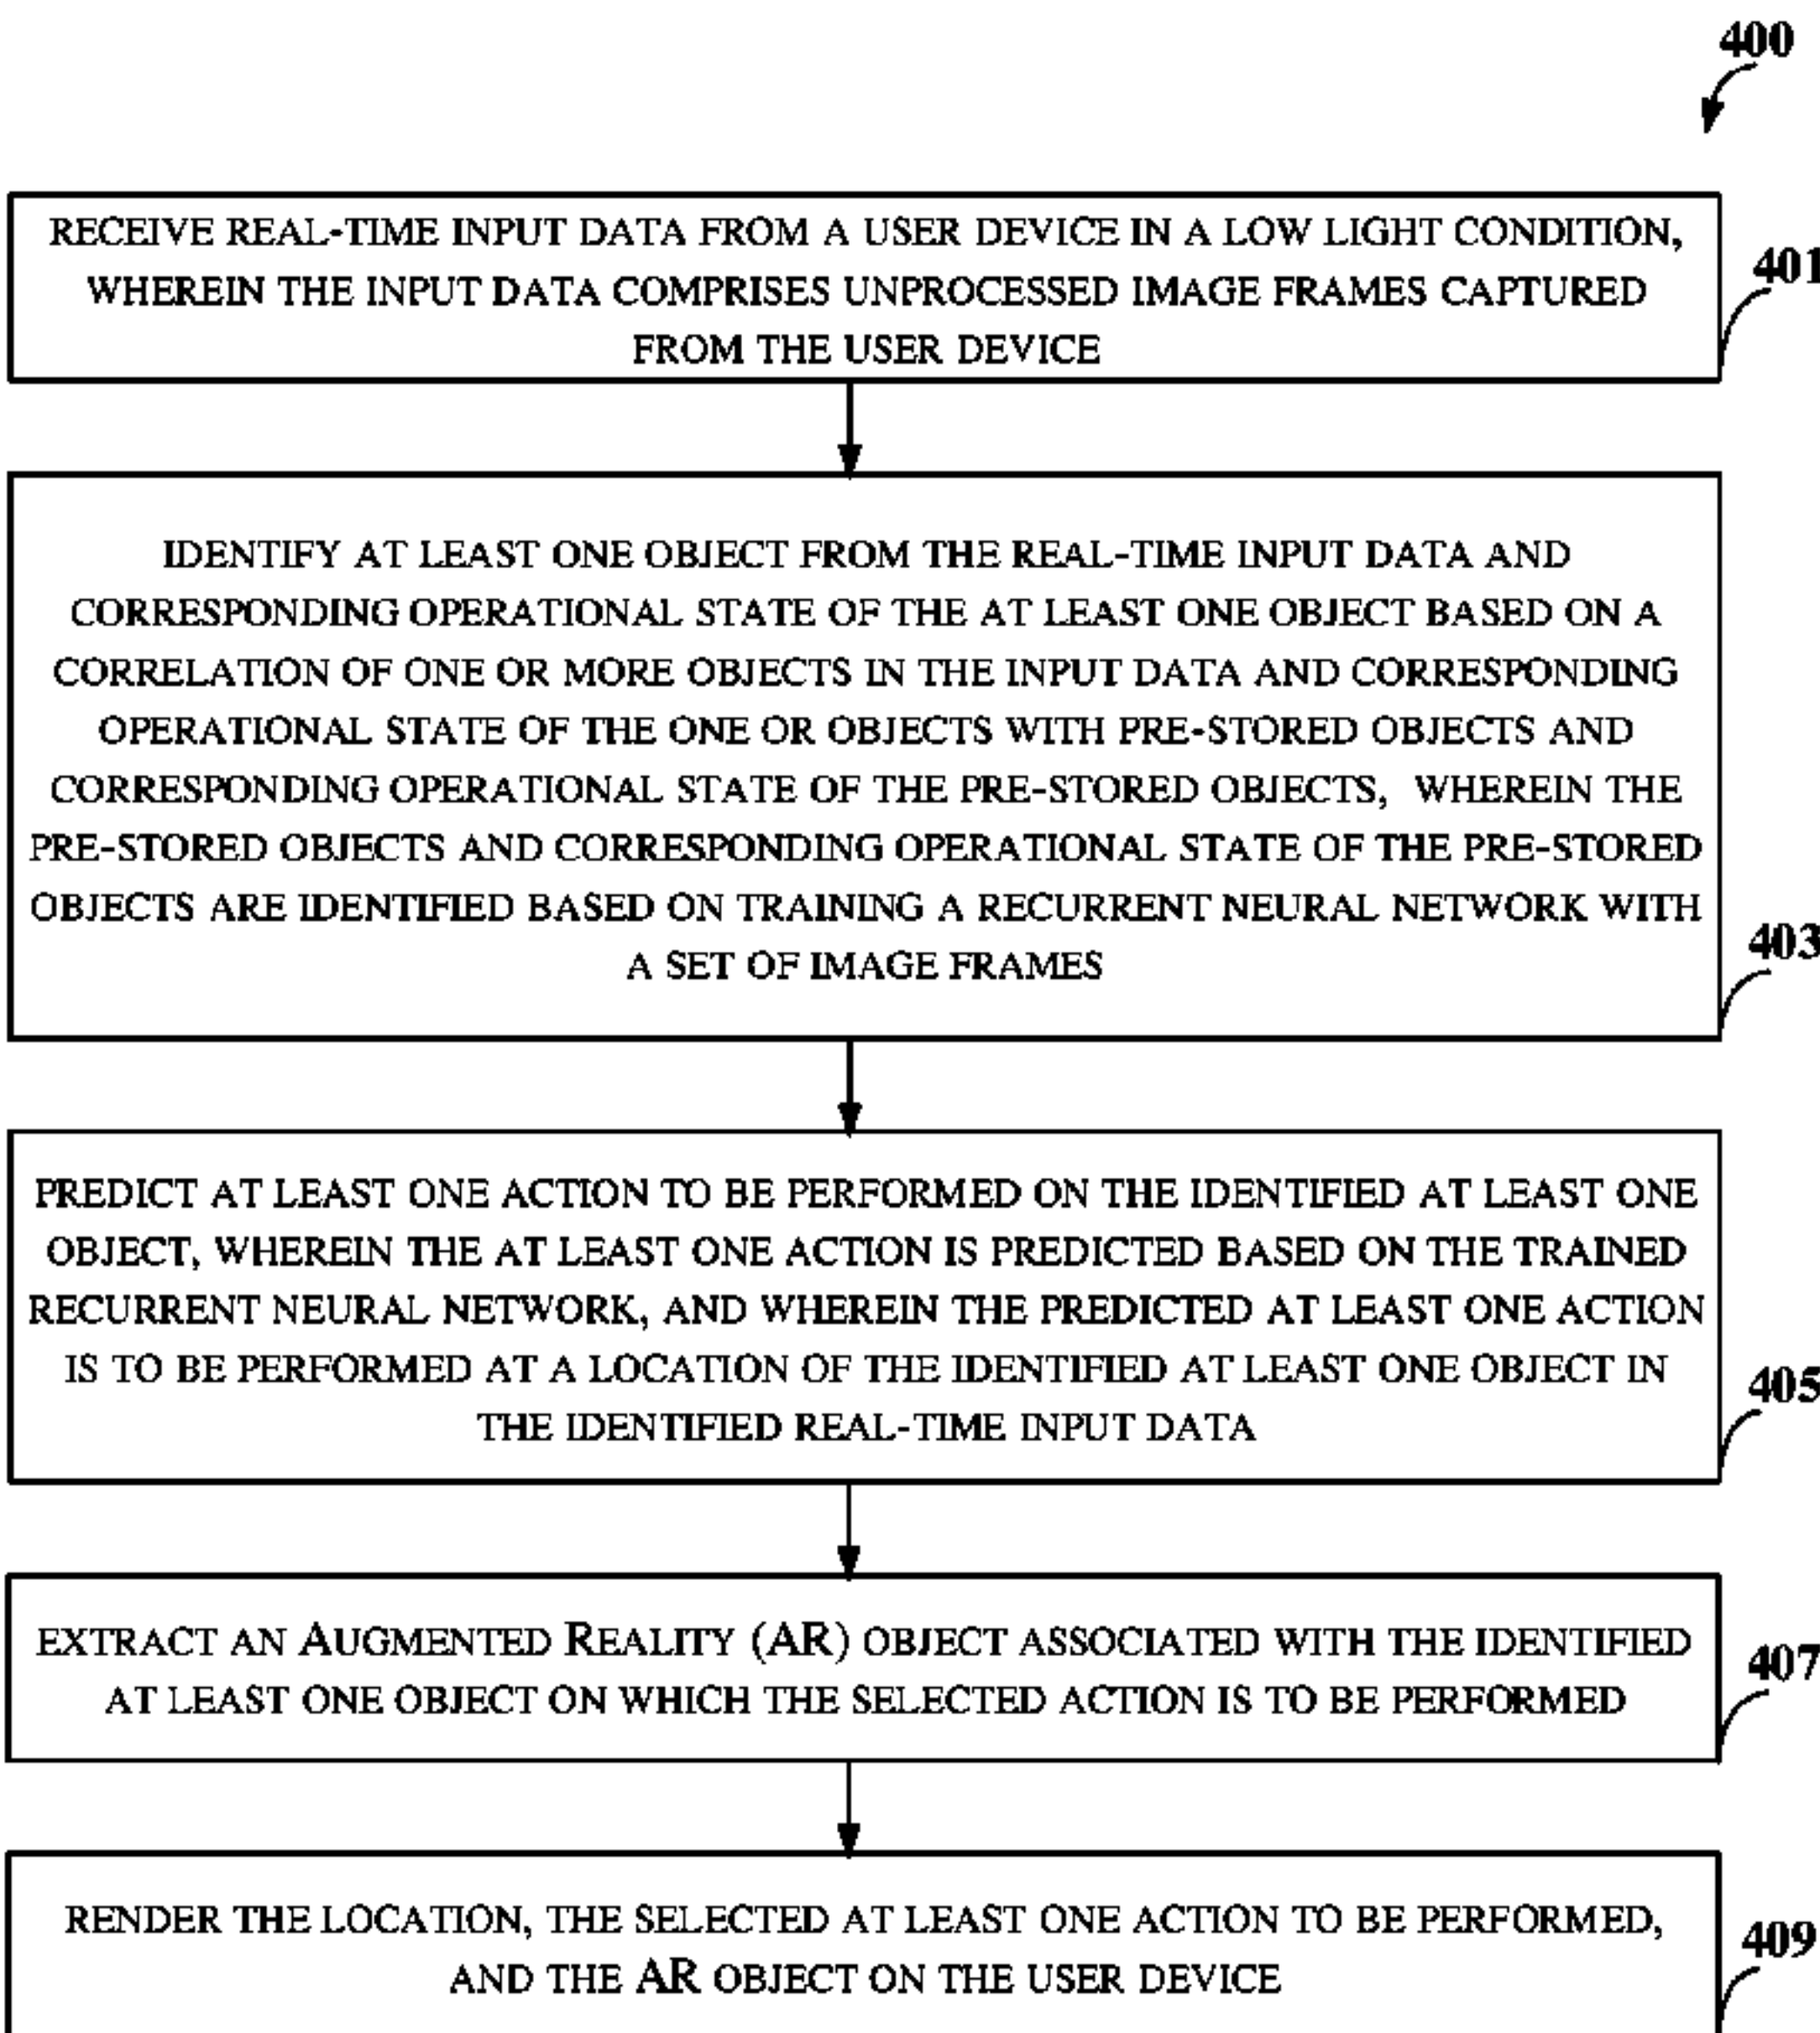 400
RECEIVE REAL-TIME INPUT DATA FROM A USER DEVICE IN A LOW LIGHT CONDITION,
WHEREIN THE INPUT DATA COMPRISES UNPROCESSED IMAGE FRAMES CAPTURED
FROM THE USER DEVICE
401
IDENTIFY AT LEAST ONE OBJECT FROM THE REAL-TIME INPUT DATA AND
CORRESPONDING OPERATIONAL STATE OF THE AT LEAST ONE OBJECT BASED ON A
CORRELATION OF ONE OR MORE OBJECTS IN THE INPUT DATA AND CORRESPONDING
OPERATIONAL STATE OF THE ONE OR OBJECTS WITH PRE-STORED OBJECTS AND
CORRESPONDING OPERATIONAL STATE OF THE PRE-STORED OBJECTS, WHEREIN THE
PRE-STORED OBJECTS AND CORRESPONDING OPERATIONAL STATE OF THE PRE-STORED
OBJECTS ARE IDENTIFIED BASED ON TRAINING A RECURRENT NEURAL NETWORK WITH
A SET OF IMAGE FRAMES
403
PREDICT AT LEAST ONE ACTION TO BE PERFORMED ON THE IDENTIFIED AT LEAST ONE
OBJECT, WHEREIN THE AT LEAST ONE ACTION IS PREDICTED BASED ON THE TRAINED
RECURRENT NEURAL NETWORK, AND WHEREIN THE PREDICTED AT LEAST ONE ACTION
IS TO BE PERFORMED AT A LOCATION OF THE IDENTIFIED AT LEAST ONE OBJECT IN
THE IDENTIFIED REAL-TIME INPUT DATA
405
EXTRACT AN AUGMENTED REALITY (AR) OBJECT ASSOCIATED WITH THE IDENTIFIED
AT LEAST ONE OBJECT ON WHICH THE SELECTED ACTION IS TO BE PERFORMED
407
RENDER THE LOCATION, THE SELECTED AT LEAST ONE ACTION TO BE PERFORMED,
AND THE AR OBJECT ON THE USER DEVICE
409